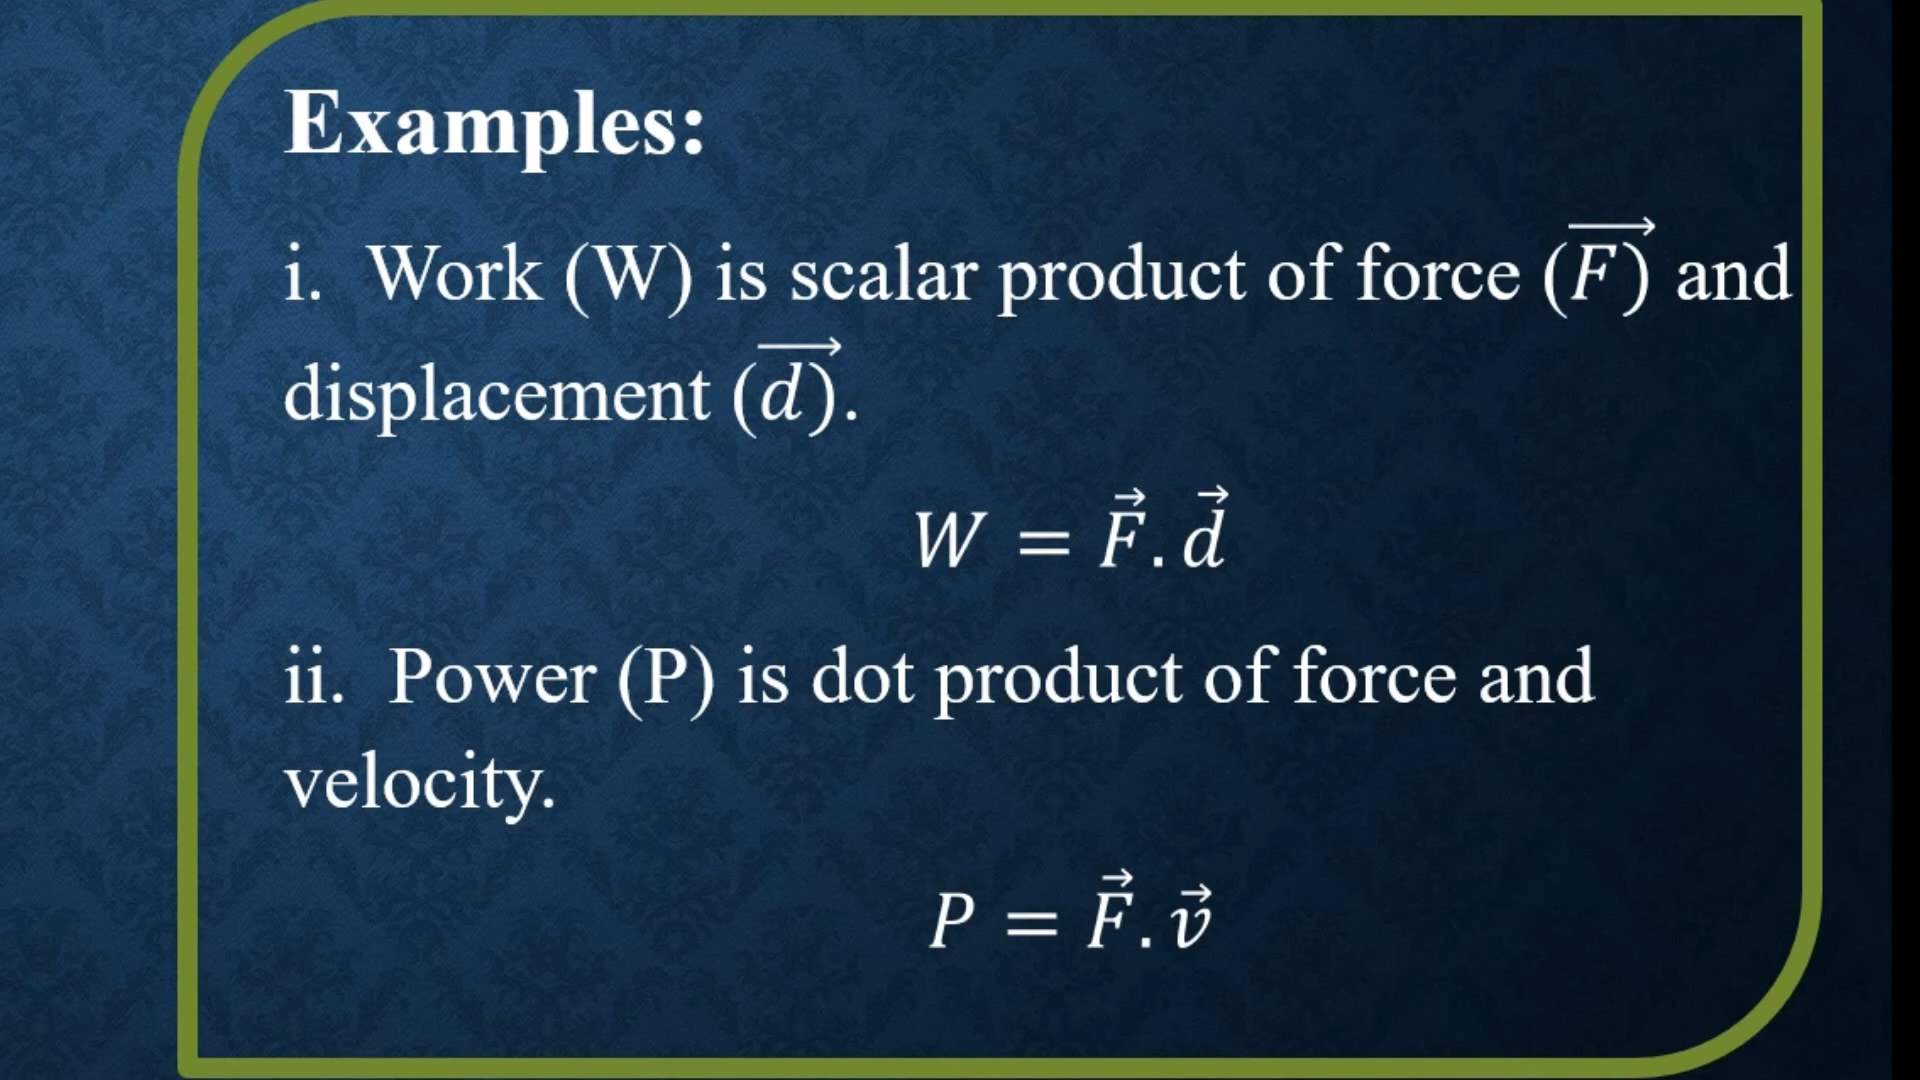 Examples:
i. Work (W) is scalar product of force (F⃗) and
displacement (d⃗).
W = F⃗ . d⃗
ii. Power (P) is dot product of force and
velocity.
P = F⃗ . v⃗